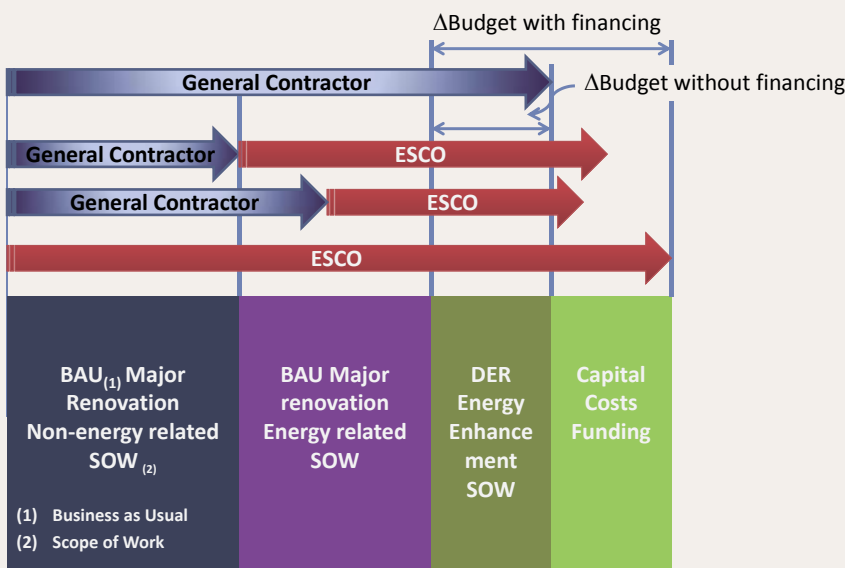 ΔBudget with financing
General Contractor
ΔBudget without financing
General Contractor
ESCO
General Contractor
ESCO
ESCO
BAU(1) Major
Renovation
Non-energy related
SOW (2)
(1) Business as Usual
(2) Scope of Work
BAU Major
renovation
Energy related
SOW
DER
Energy
Enhance
ment
SOW
Capital
Costs
Funding